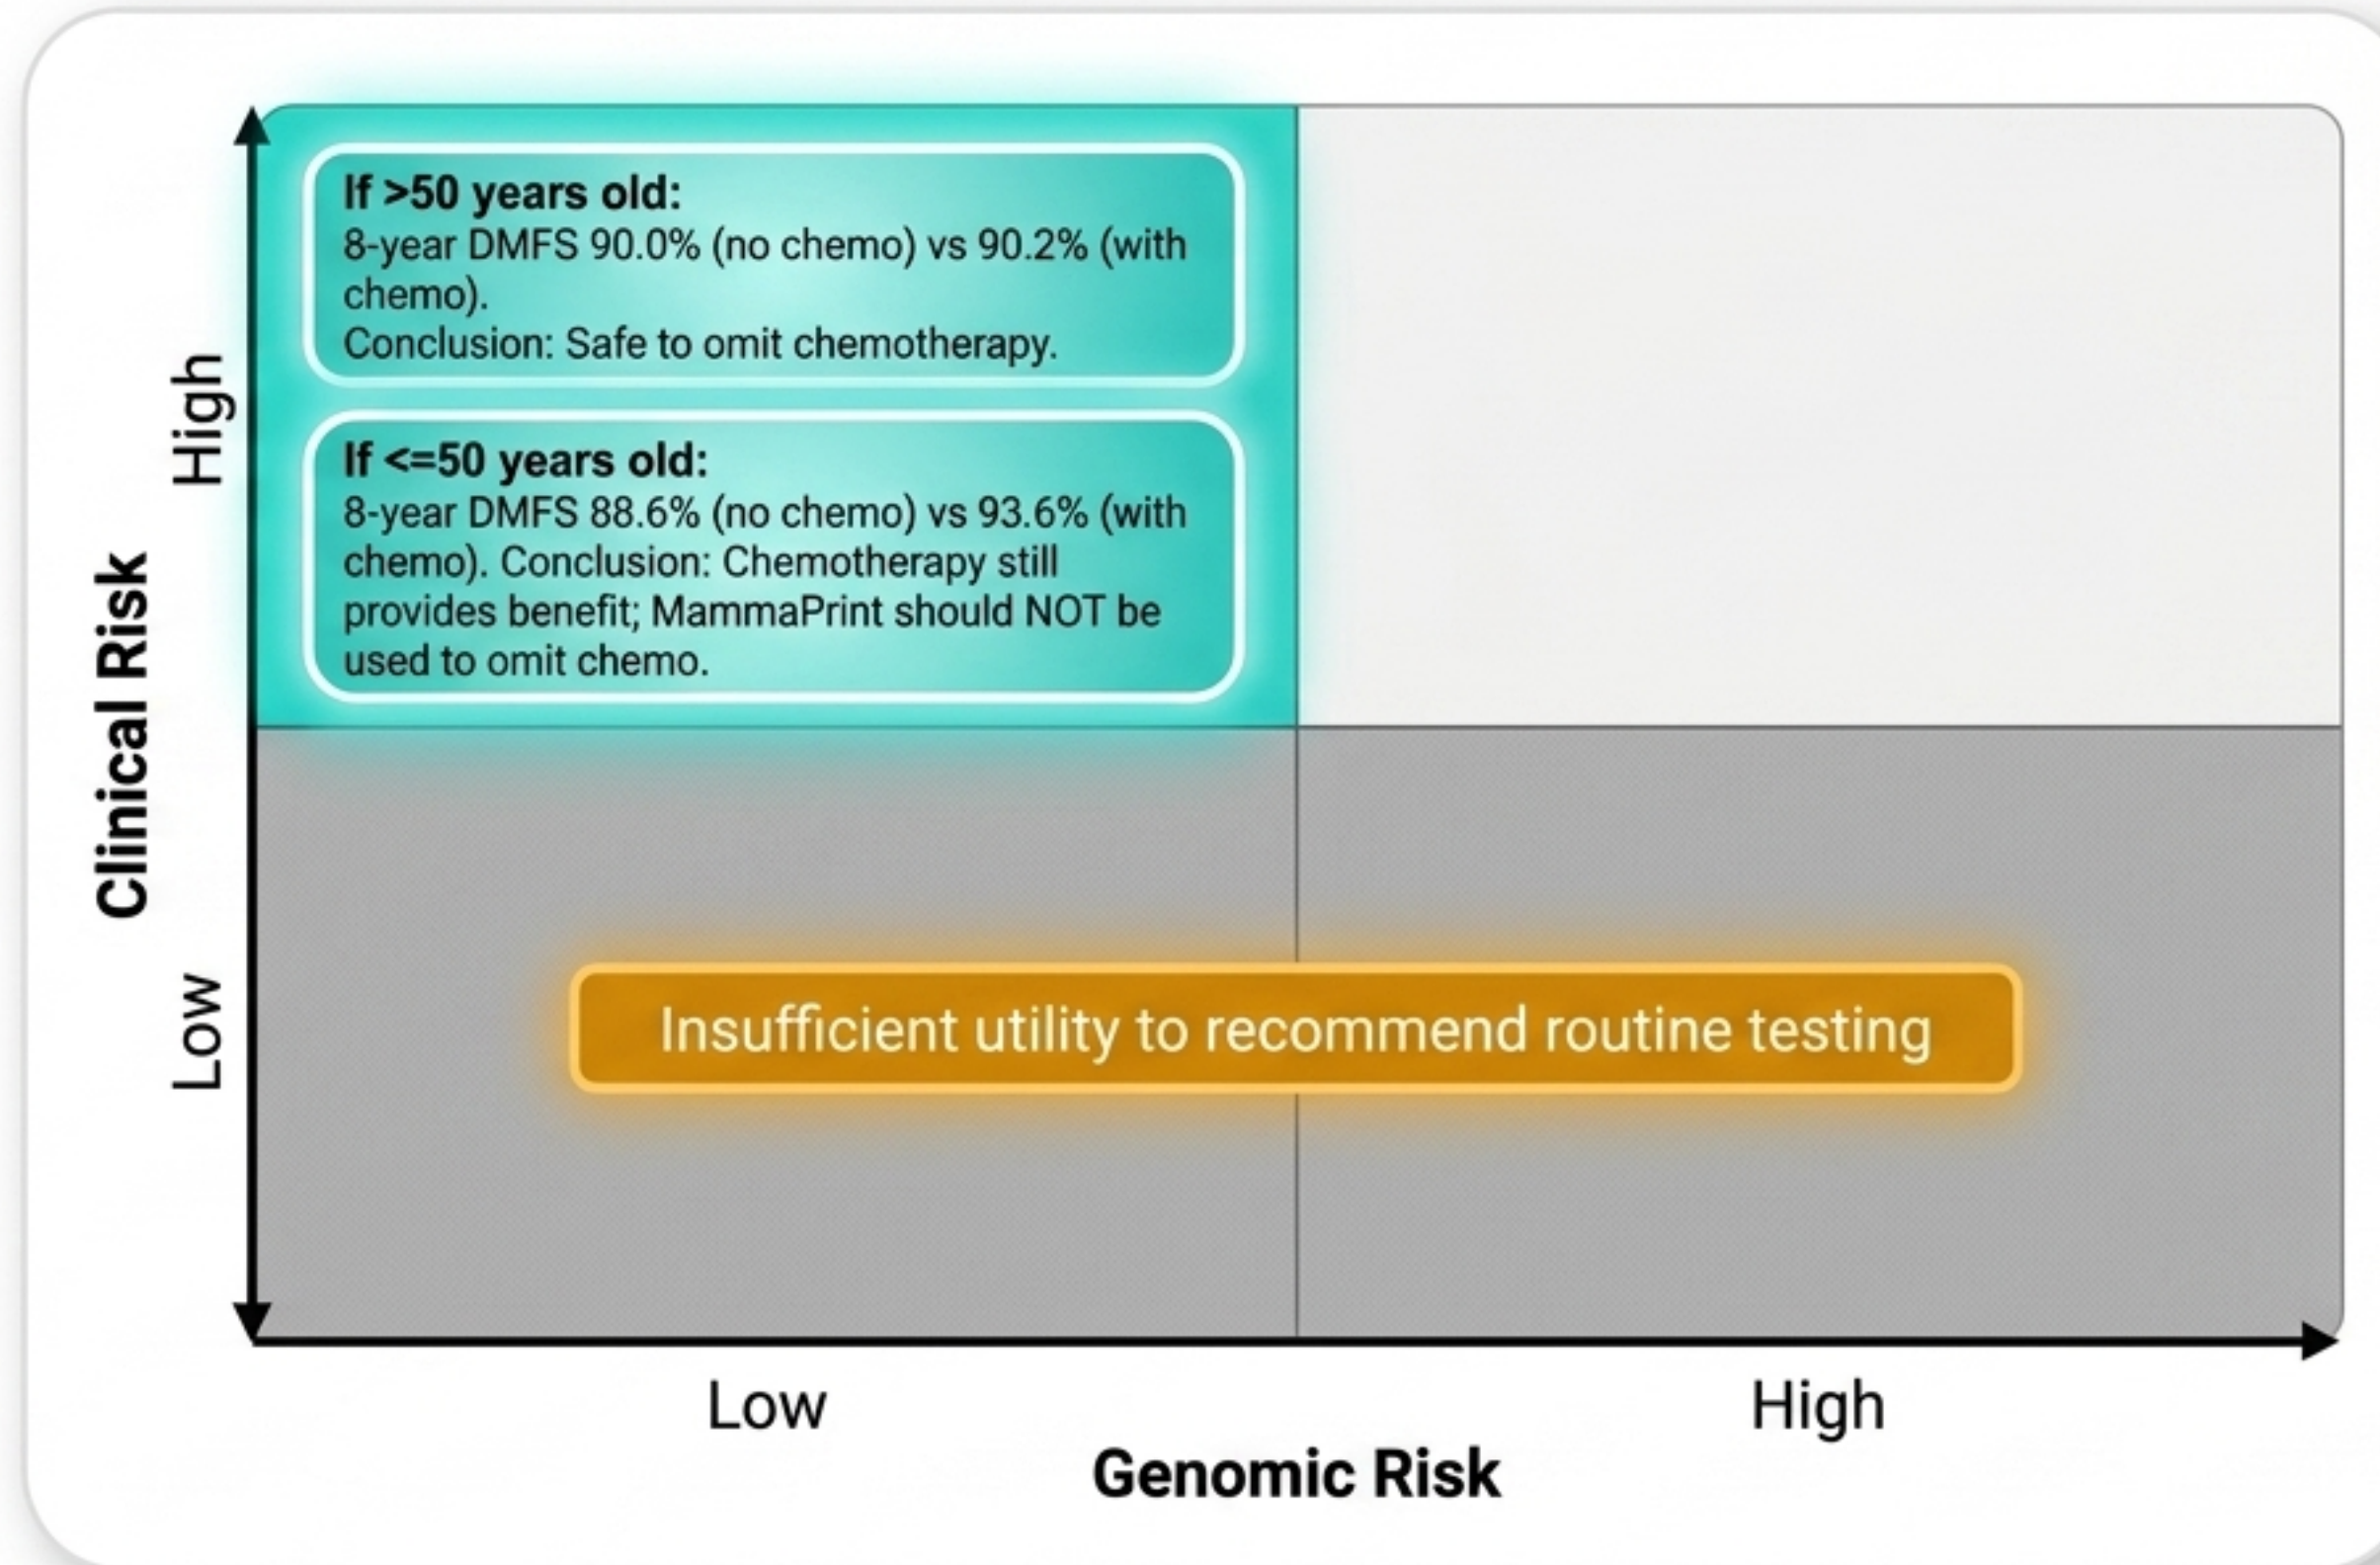 If >50 years old:
8-year DMFS 90.0% (no chemo) vs 90.2% (with
chemo).
Conclusion: Safe to omit chemotherapy.
If <=50 years old:
8-year DMFS 88.6% (no chemo) vs 93.6% (with
chemo). Conclusion: Chemotherapy still
provides benefit; MammaPrint should NOT be
used to omit chemo.
High
Clinical Risk
Low
Insufficient utility to recommend routine testing
Low
High
Genomic Risk